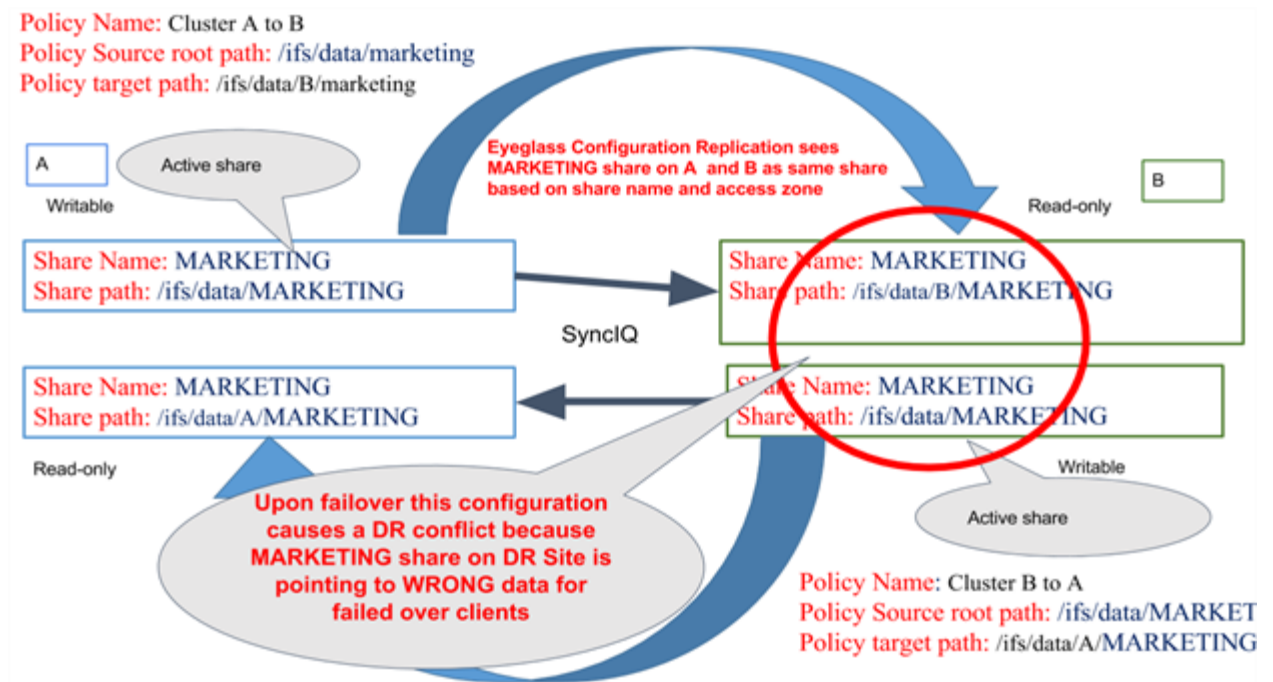 Policy Name: Cluster A to B
Policy Source root path: /ifs/data/marketing
Policy target path: /ifs/data/B/marketing
A
Active share
Writable
Eyeglass Configuration Replication sees
MARKETING share on A and B as same share
based on share name and access zone
B
Read-only
Share Name: MARKETING
Share path: /ifs/data/MARKETING
Share Name: MARKETING
Share path: /ifs/data/B/MARKETING
SyncIQ
Share Name: MARKETING
Share path: /ifs/data/A/MARKETING
Share Name: MARKETING
Share path: /ifs/data/MARKETING
Read-only
Writable
Upon failover this configuration
causes a DR conflict because
MARKETING share on DR Site is
pointing to WRONG data for
failed over clients
Active share
Policy Name: Cluster B to A
Policy Source root path: /ifs/data/MARKET
Policy target path: /ifs/data/A/MARKETING